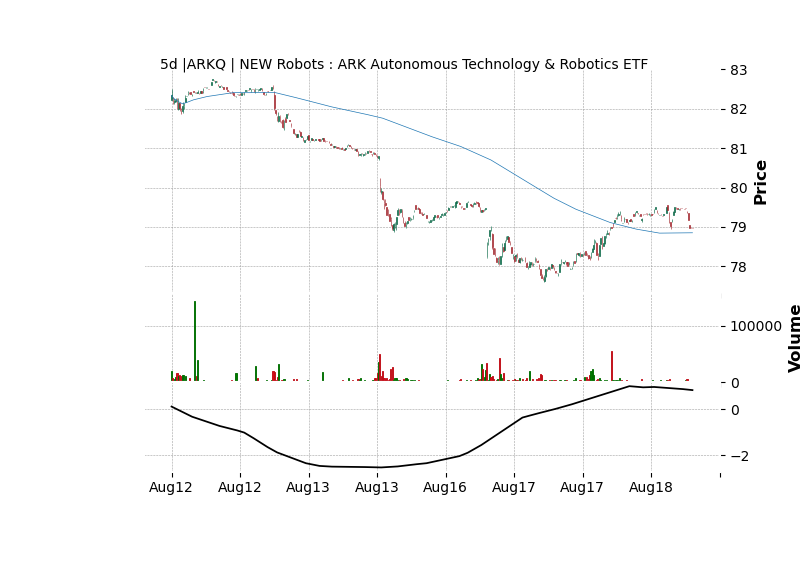 5d |ARKQ | NEW Robots : ARK Autonomous Technology & Robotics ETF
83
82
81
80
79
78
Price
100000
0
Volume
0
−2
Aug12 Aug12 Aug13 Aug13 Aug16 Aug17 Aug17 Aug18